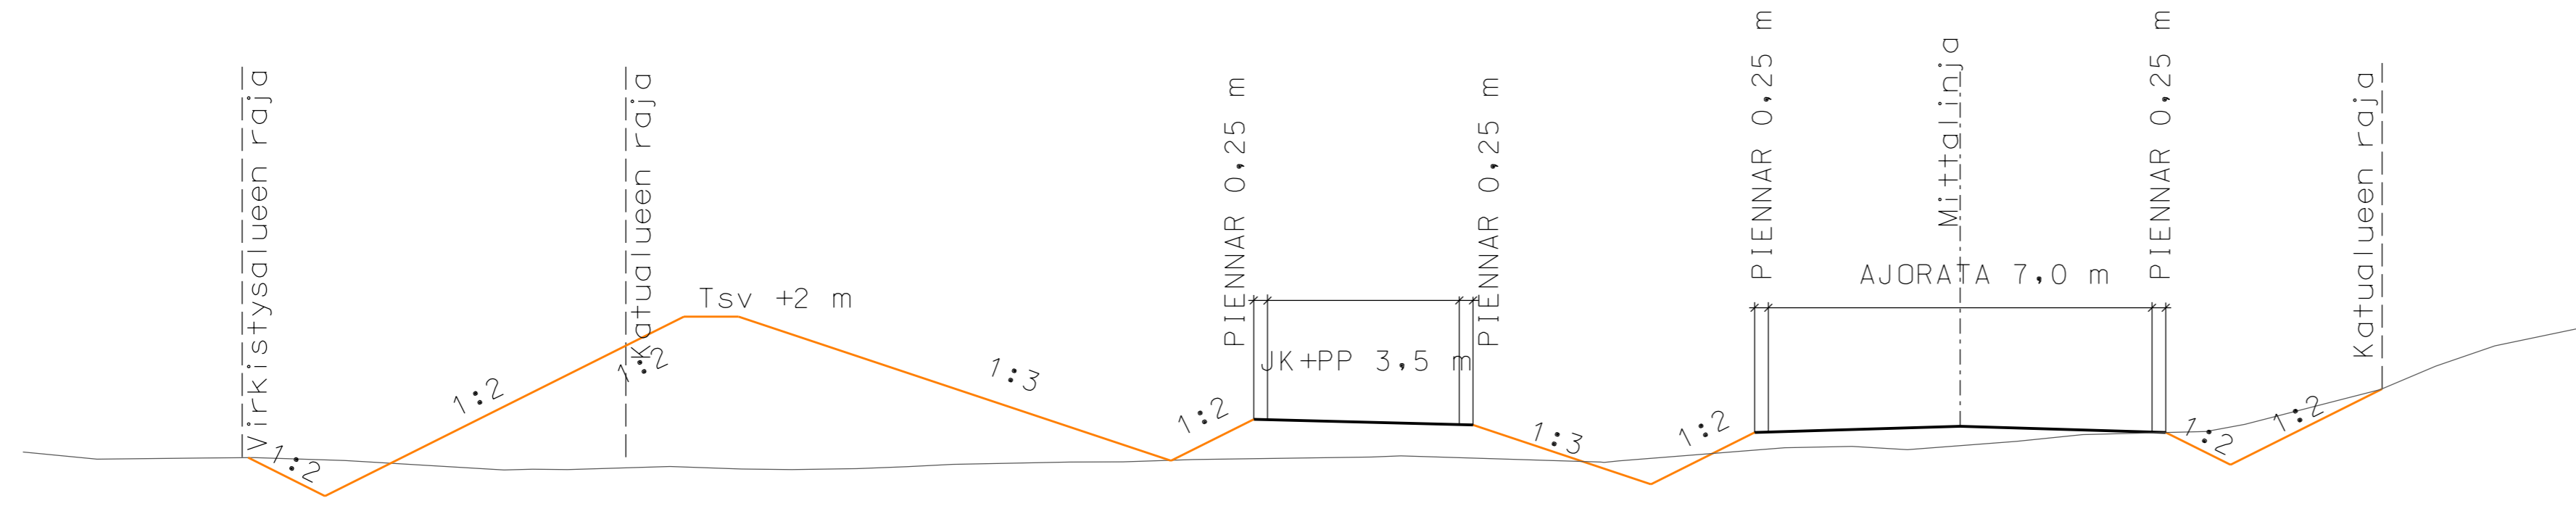 Virkistysalueen raja
Katualueen raja
PIENNAR 0,25 m
PIENNAR 0,25 m
PIENNAR 0,25 m
Mittalinja
PIENNAR 0,25 m
Katualueen raja
Tsv +2 m
AJORATA 7,0 m
JK+PP 3,5 m
1:2
1:2
1:2
1:3
1:2
1:3
1:2
1:2
1:2